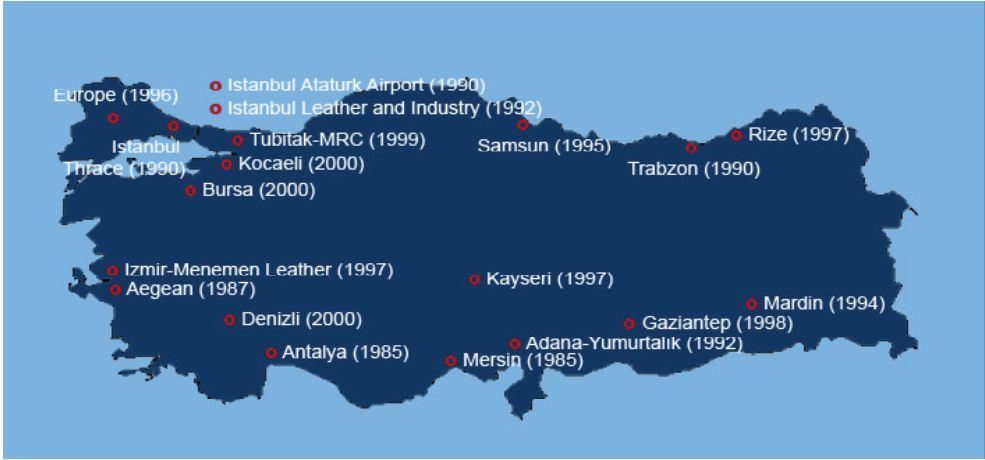 Istanbul Ataturk Airport (1990)
Europe (1996)
Istanbul Leather and Industry (1992)
Rize (1997)
Tubitak-MRC (1999)
Istanbul
Thrace (1990)
Samsun (1995)
Kocaeli (2000)
Trabzon (1990)
Bursa (2000)
Izmir-Menemen Leather (1997)
Kayseri (1997)
Aegean (1987)
Mardin (1994)
Denizli (2000)
Gaziantep (1998)
Adana-Yumurtalık (1992)
Antalya (1985)
Mersin (1985)